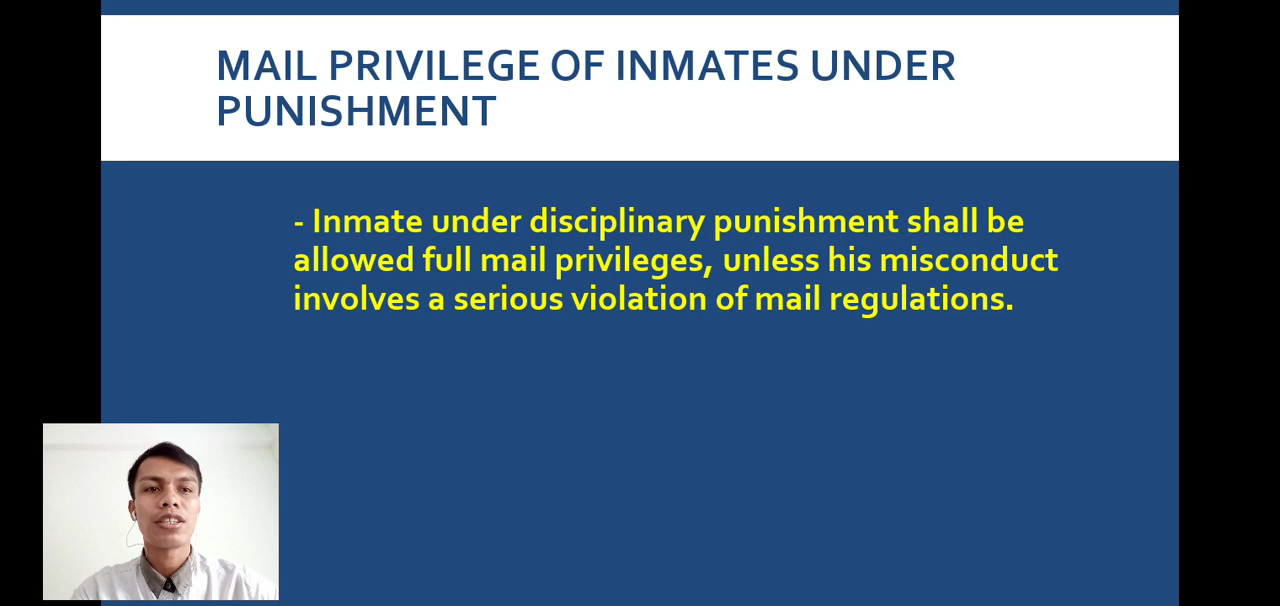 MAIL PRIVILEGE OF INMATES UNDER
PUNISHMENT
- Inmate under disciplinary punishment shall be
allowed full mail privileges, unless his misconduct
involves a serious violation of mail regulations.